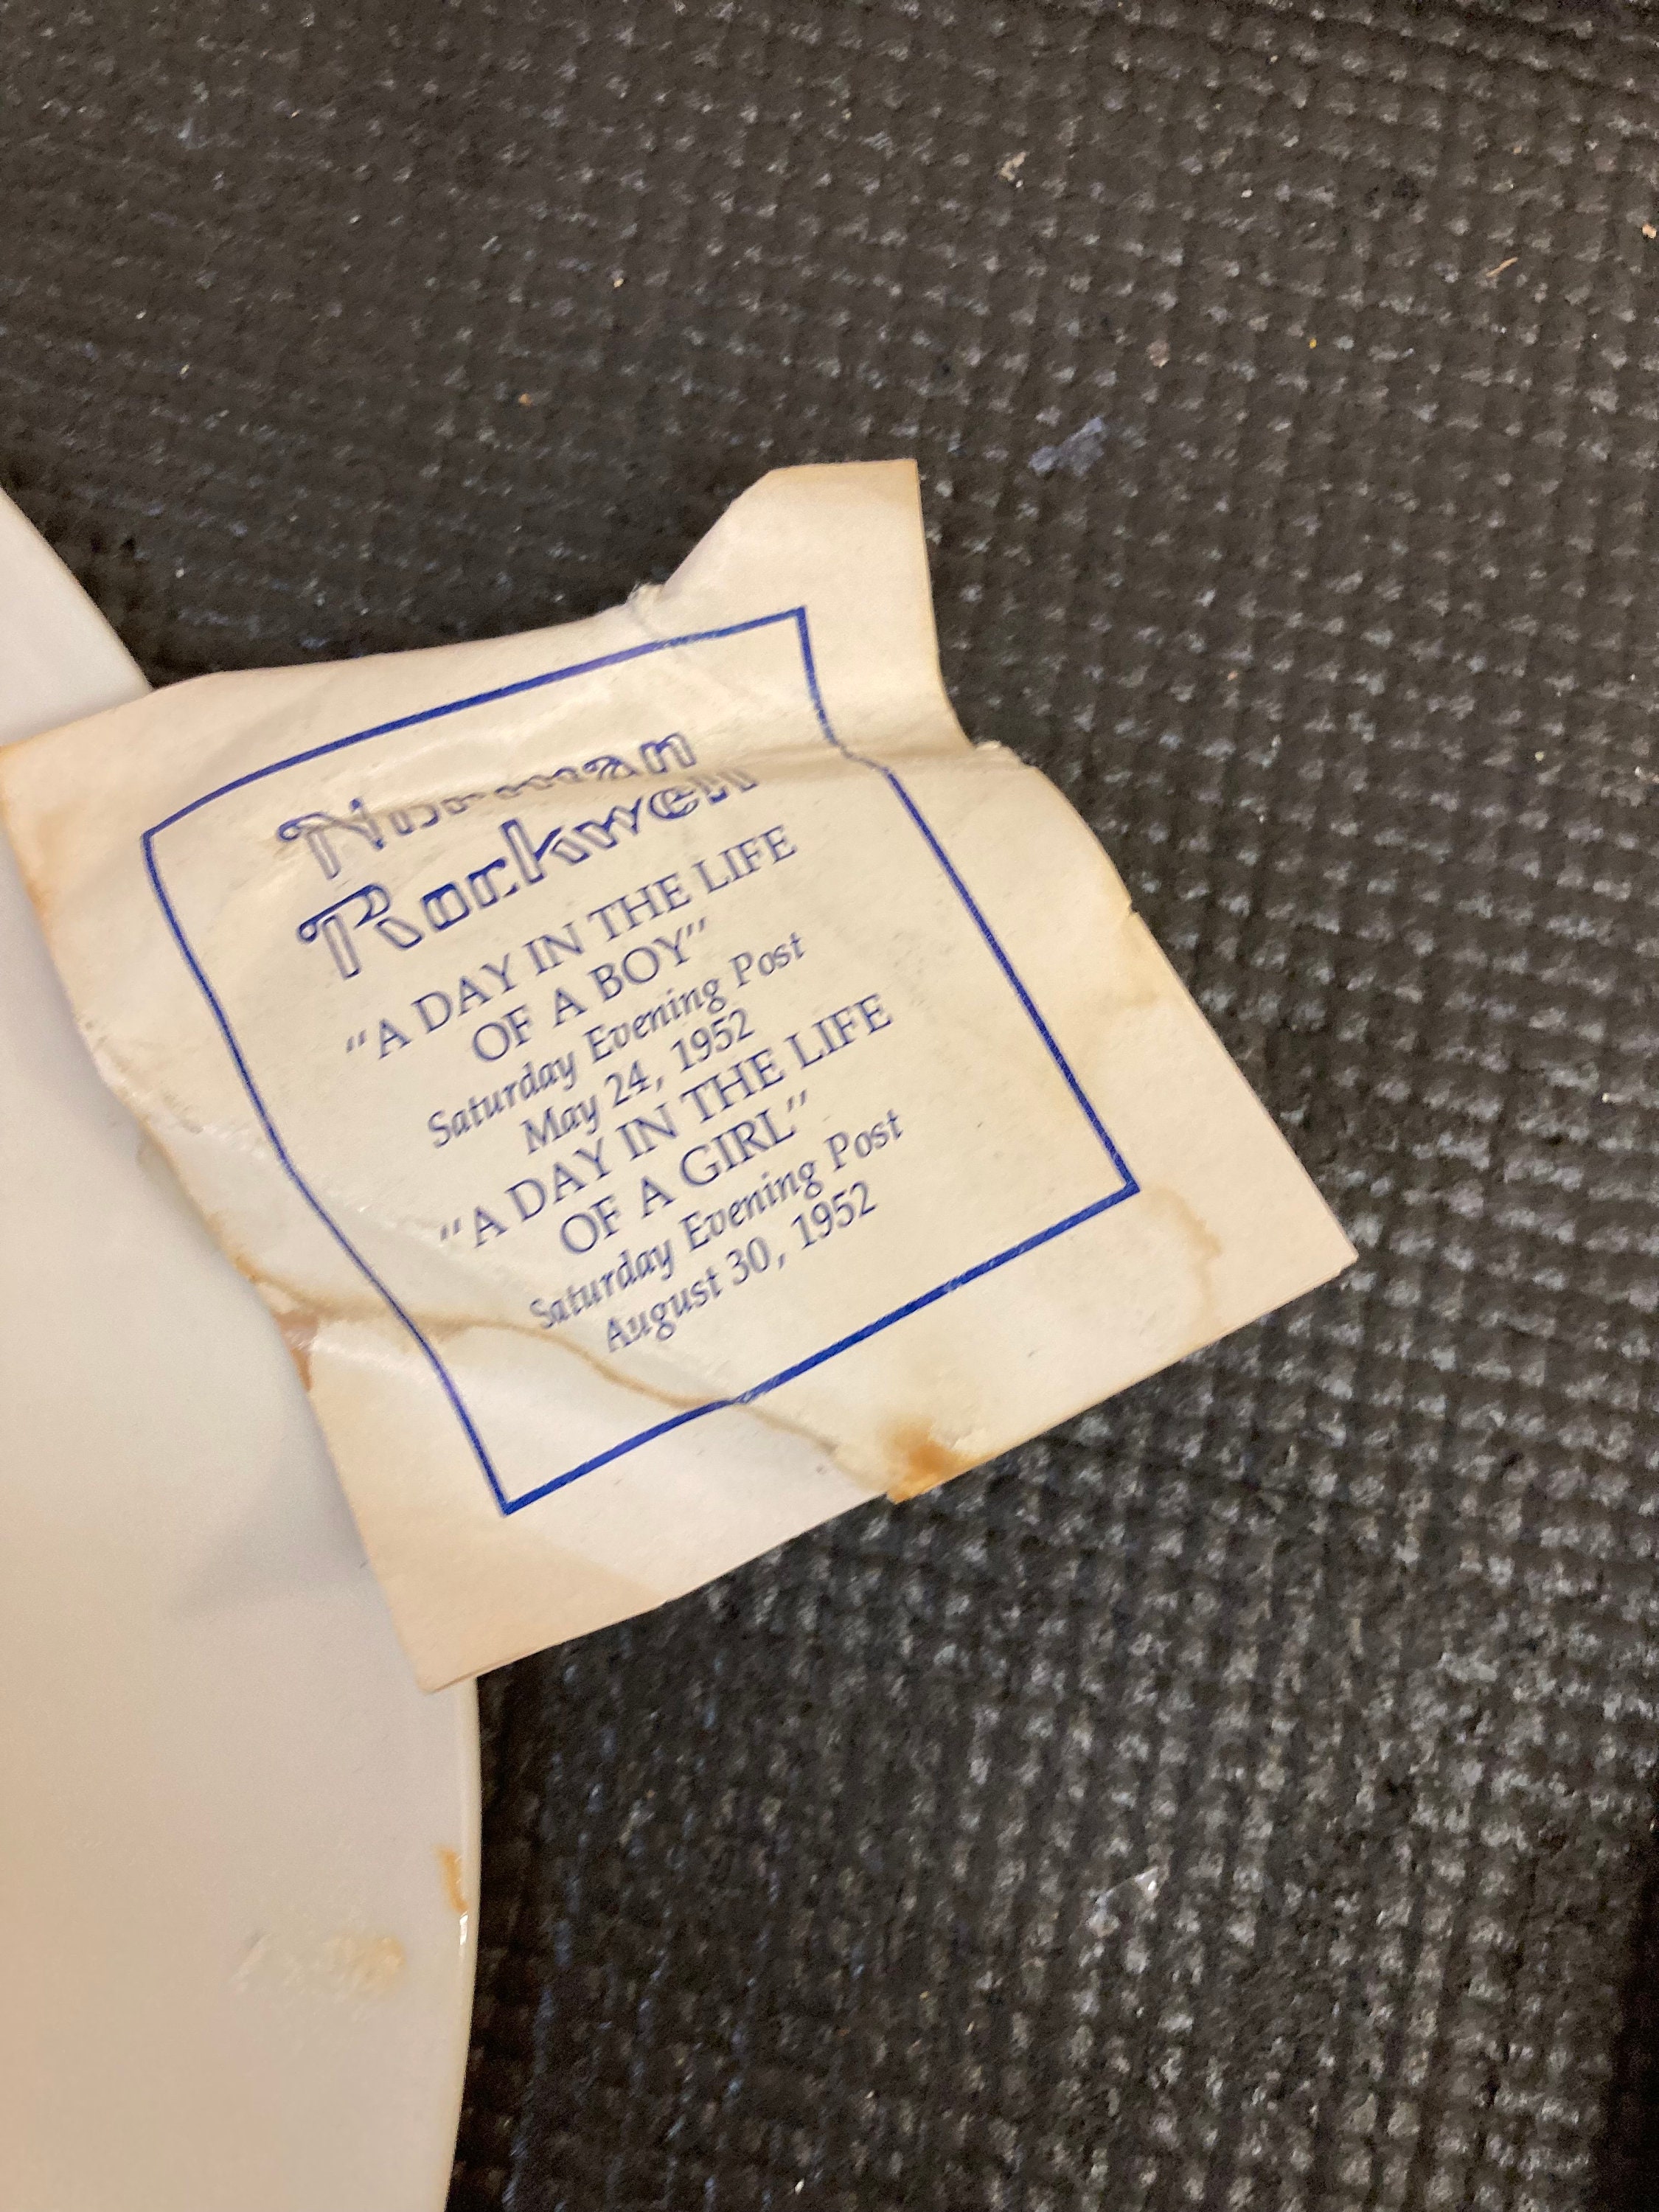 Norman
Rockwell
"A DAY IN THE LIFE
OF A BOY"
Saturday Evening Post
May 24, 1952
"A DAY IN THE LIFE
OF A GIRL"
Saturday Evening Post
August 30, 1952